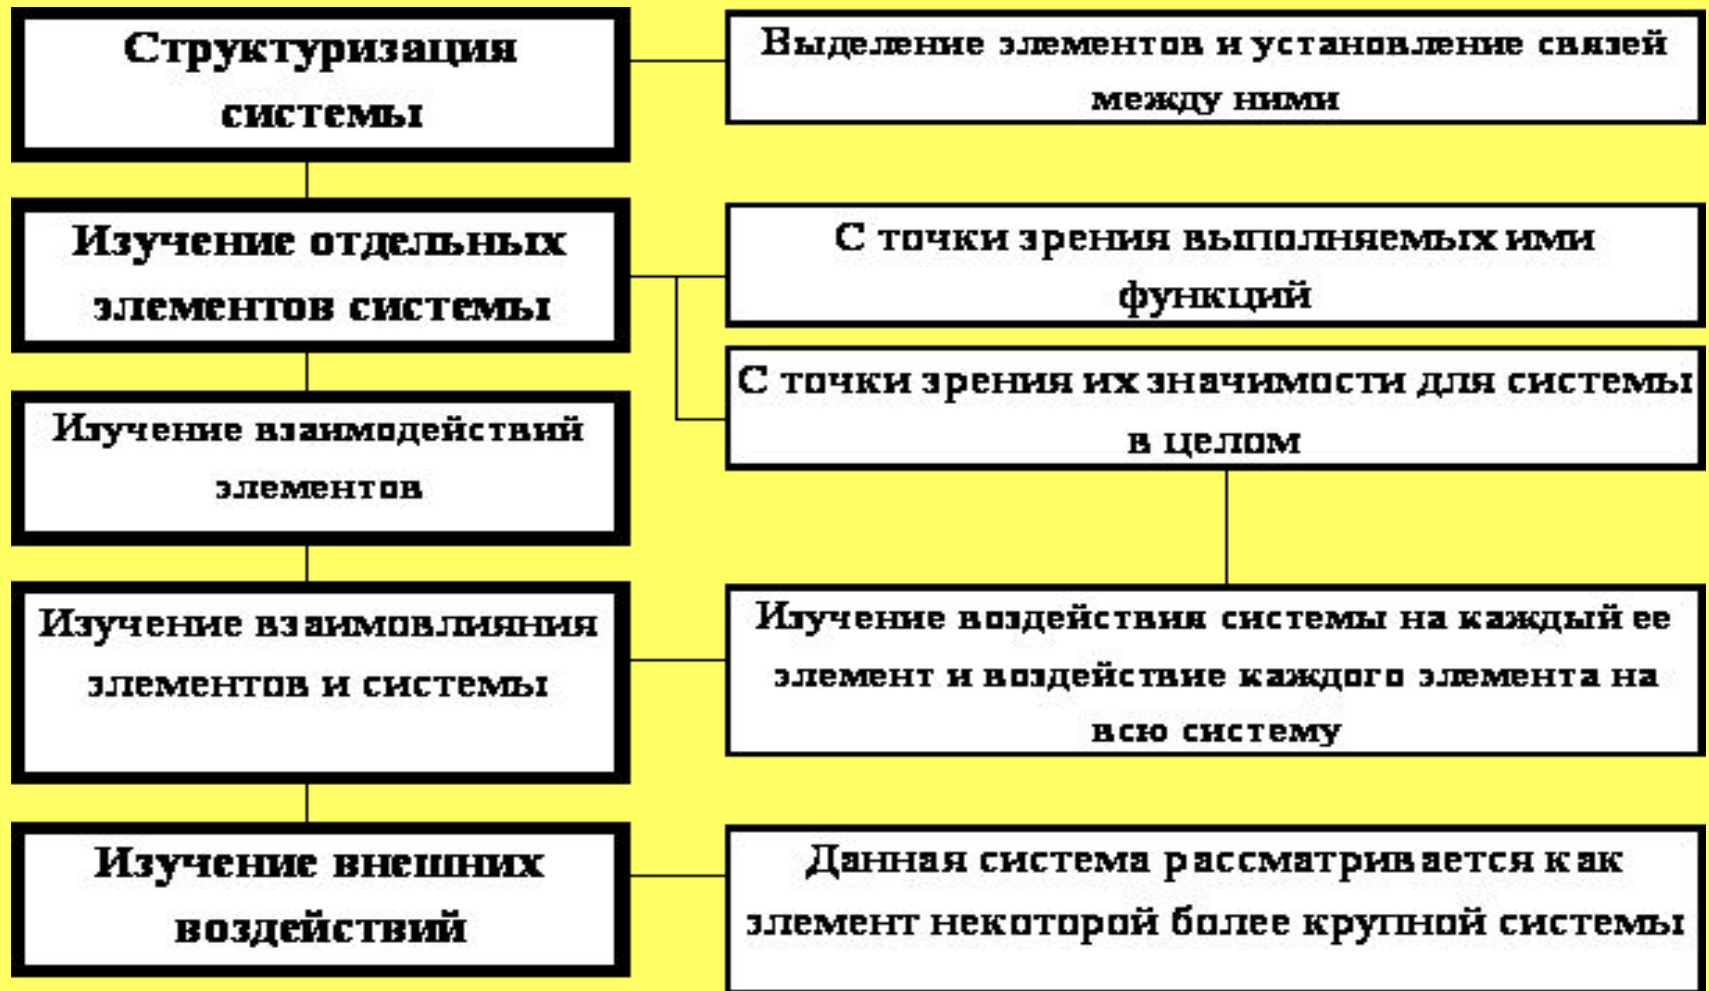 Структуризация
системы
Выделение элементов и установление связей
между ними
Изучение отдельных
элементов системы
С точки зрения выполняемых ими
функций
С точки зрения их значимости для системы
в целом
Изучение взаимодействий
элементов
Изучение взаимовлияния
элементов и системы
Изучение воздействия системы на каждый ее
элемент и воздействие каждого элемента на
всю систему
Изучение внешних
воздействий
Данная система рассматривается как
элемент некоторой более крупной системы